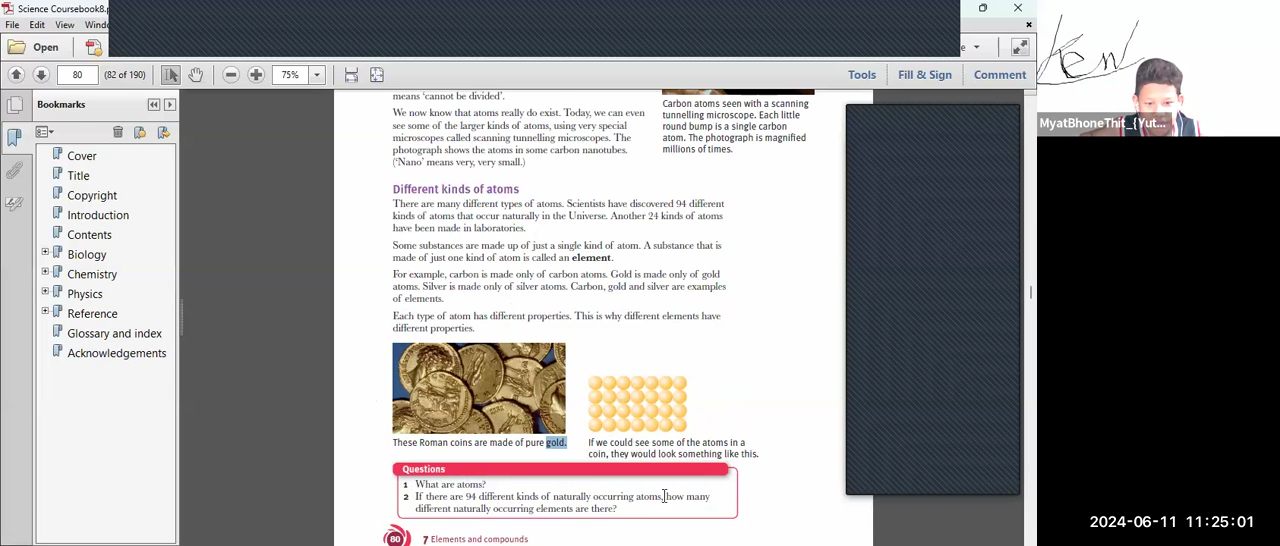 Science Coursebook8.p
File Edit View Windo
Open
80 (82 of 190) 75% Tools Fill & Sign Comment
Bookmarks
Cover
Title
Copyright
Introduction
Contents
Biology
Chemistry
Physics
Reference
Glossary and index
Acknowledgements
means ‘cannot be divided’.
We now know that atoms really do exist. Today, we can even
see some of the larger kinds of atoms, using very special
microscopes called scanning tunnelling microscopes. The
photograph shows the atoms in some carbon nanotubes.
(‘Nano’ means very, very small.)
Carbon atoms seen with a scanning
tunnelling microscope. Each little
round bump is a single carbon
atom. The photograph is magnified
millions of times.
Different kinds of atoms
There are many different types of atoms. Scientists have discovered 94 different
kinds of atoms that occur naturally in the Universe. Another 24 kinds of atoms
have been made in laboratories.
Some substances are made up of just a single kind of atom. A substance that is
made of just one kind of atom is called an element.
For example, carbon is made only of carbon atoms. Gold is made only of gold
atoms. Silver is made only of silver atoms. Carbon, gold and silver are examples
of elements.
Each type of atom has different properties. This is why different elements have
different properties.
These Roman coins are made of pure gold.
If we could see some of the atoms in a
coin, they would look something like this.
Questions
1 What are atoms?
2 If there are 94 different kinds of naturally occurring atoms, how many
different naturally occurring elements are there?
80 7 Elements and compounds
Ken
MyatBhoneThit_{Yut...
2024-06-11 11:25:01